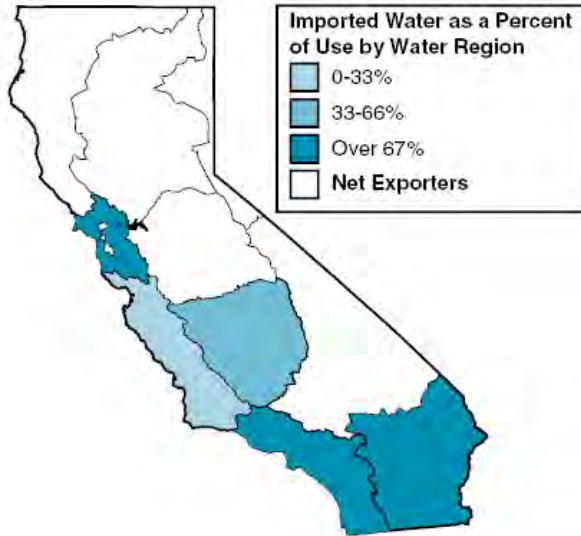 Imported Water as a Percent
of Use by Water Region
0-33%
33-66%
Over 67%
Net Exporters